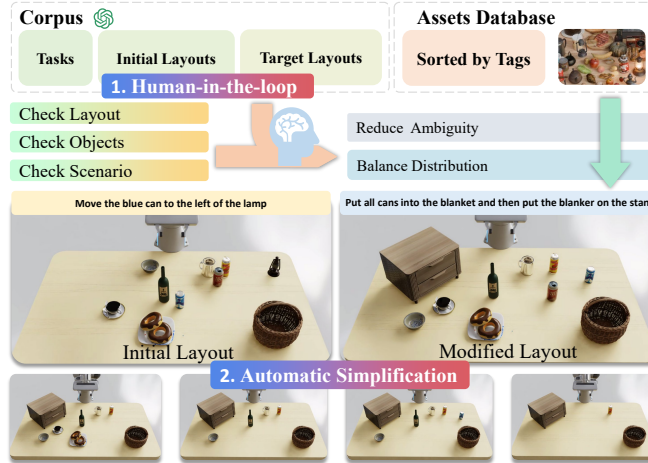 Corpus
Assets Database
Tasks
Initial Layouts
Target Layouts
Sorted by Tags
1. Human-in-the-loop
Check Layout
Check Objects
Check Scenario
Reduce Ambiguity
Balance Distribution
Move the blue can to the left of the lamp
Put all cans into the blanket and then put the blanker on the stan
Initial Layout
Modified Layout
2. Automatic Simplification